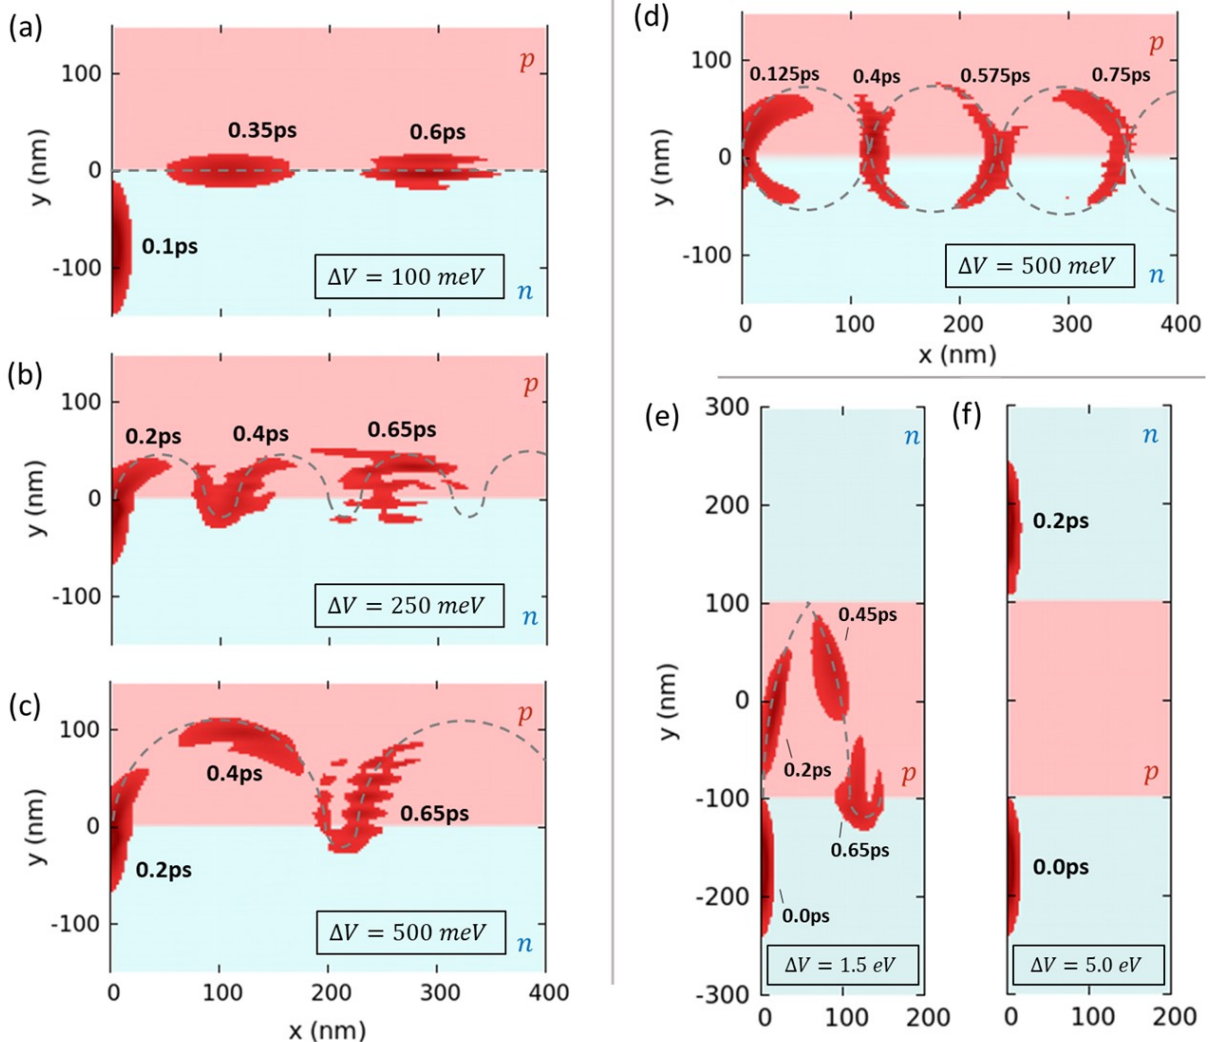 (a)
100
0
-100
y (nm)
p
0.35ps
0.6ps
0.1ps
ΔV = 100 meV
n
(b)
100
0
-100
y (nm)
p
0.2ps
0.4ps
0.65ps
ΔV = 250 meV
n
(c)
100
0
-100
y (nm)
p
0.4ps
0.65ps
0.2ps
ΔV = 500 meV
n
0
100
200
300
400
x (nm)
(d)
100
0
-100
y (nm)
p
0.125ps
0.4ps
0.575ps
0.75ps
ΔV = 500 meV
n
0
100
200
300
400
x (nm)
(e)
300
200
100
0
-100
-200
-300
y (nm)
n
0.45ps
0.2ps
p
0.65ps
0.0ps
ΔV = 1.5 eV
0
100
200
(f)
n
0.2ps
p
0.0ps
ΔV = 5.0 eV
0
100
200